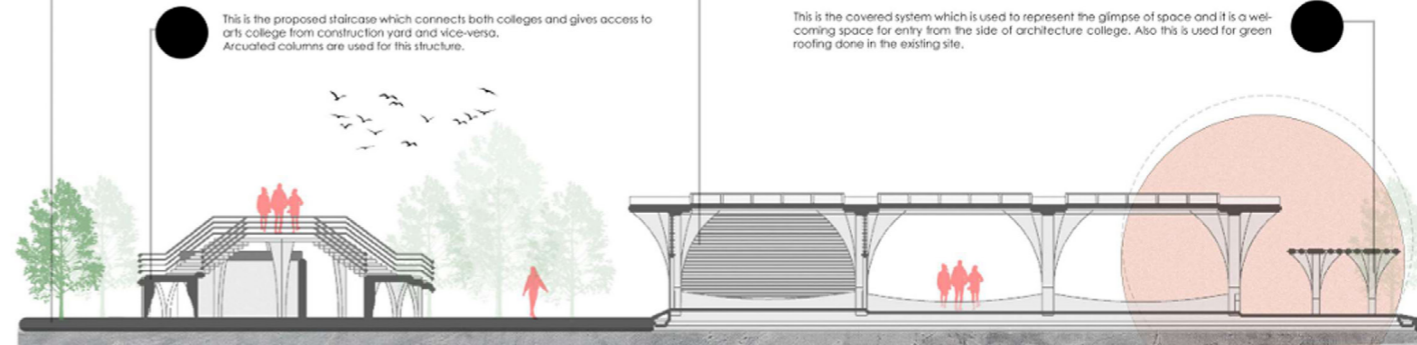 This is the proposed staircase which connects both colleges and gives access to
arts college from construction yard and vice-versa.
Arcuated columns are used for this structure.
This is the covered system which is used to represent the glimpse of space and it is a wel-
coming space for entry from the side of architecture college. Also this is used for green
roofing done in the existing site.